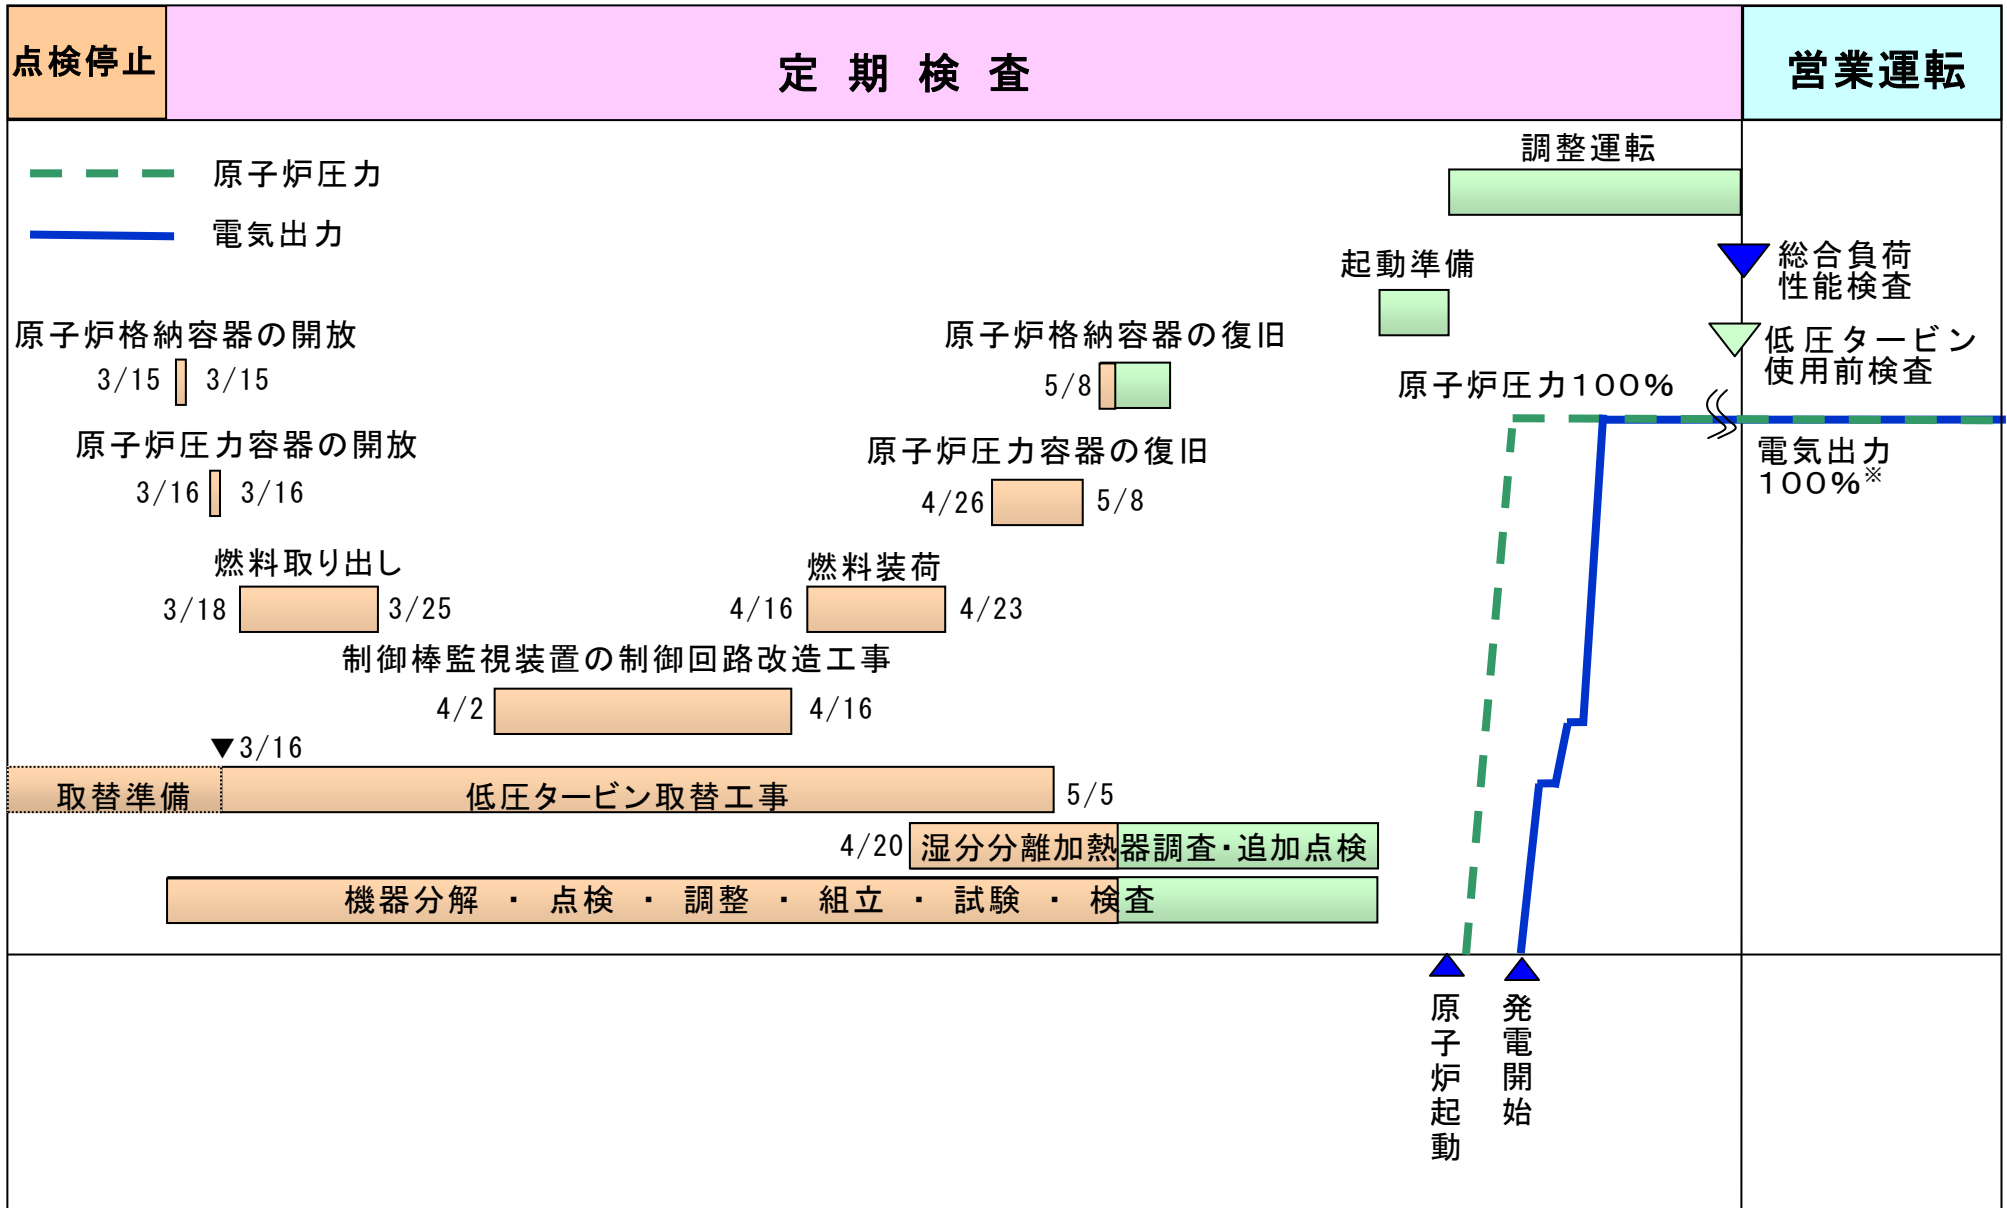 点検停止
定期検査
営業運転
調整運転
原子炉圧力
電気出力
総合負荷
性能検査
起動準備
原子炉格納容器の開放
3/15
3/15
原子炉格納容器の復旧
5/8
低圧タービン
使用前検査
原子炉圧力100%
原子炉圧力容器の開放
3/16
3/16
原子炉圧力容器の復旧
4/26
5/8
電気出力
100%※
燃料取り出し
3/18
3/25
燃料装荷
4/16
4/23
制御棒監視装置の制御回路改造工事
4/2
4/16
▼3/16
取替準備
低圧タービン取替工事
5/5
4/20
湿分分離加熱器調査・追加点検
機器分解・点検・調整・組立・試験・検査
原子炉起動
発電開始